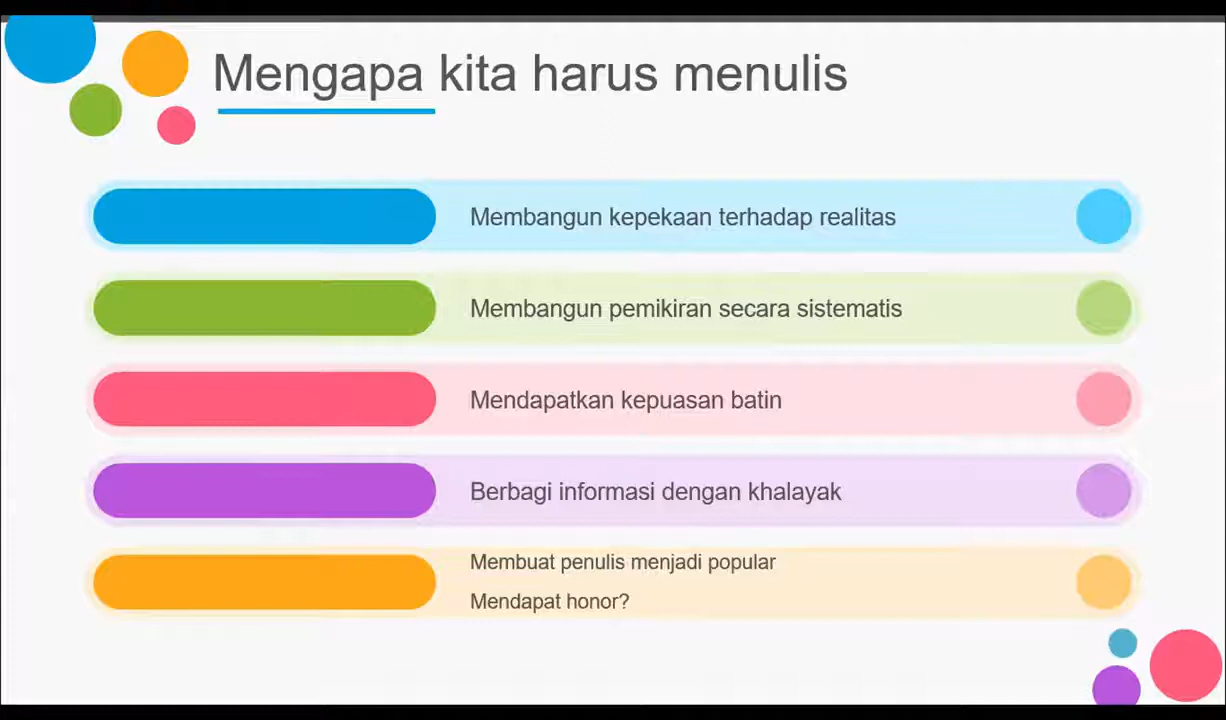 Mengapa kita harus menulis
Membangun kepekaan terhadap realitas
Membangun pemikiran secara sistematis
Mendapatkan kepuasan batin
Berbagi informasi dengan khalayak
Membuat penulis menjadi popular
Mendapat honor?